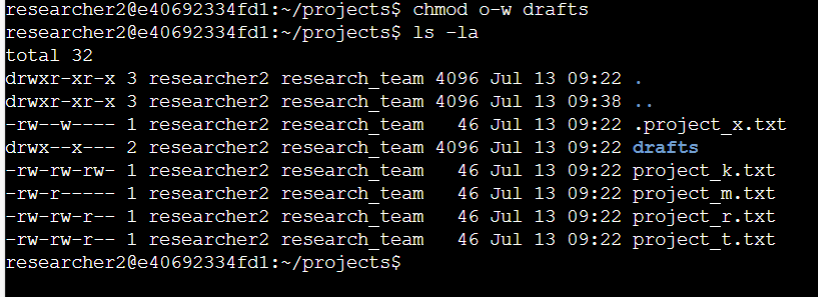 researcher2@e40692334fd1:~/projects$ chmod o-w drafts
researcher2@e40692334fd1:~/projects$ ls -la
total 32
drwxr-xr-x 3 researcher2 research_team 4096 Jul 13 09:22 .
drwxr-xr-x 3 researcher2 research_team 4096 Jul 13 09:38 ..
-rw--w---- 1 researcher2 research_team   46 Jul 13 09:22 .project_x.txt
drwx--x--- 2 researcher2 research_team 4096 Jul 13 09:22 drafts
-rw-rw-rw- 1 researcher2 research_team   46 Jul 13 09:22 project_k.txt
-rw-r----- 1 researcher2 research_team   46 Jul 13 09:22 project_m.txt
-rw-rw-r-- 1 researcher2 research_team   46 Jul 13 09:22 project_r.txt
-rw-rw-r-- 1 researcher2 research_team   46 Jul 13 09:22 project_t.txt
researcher2@e40692334fd1:~/projects$